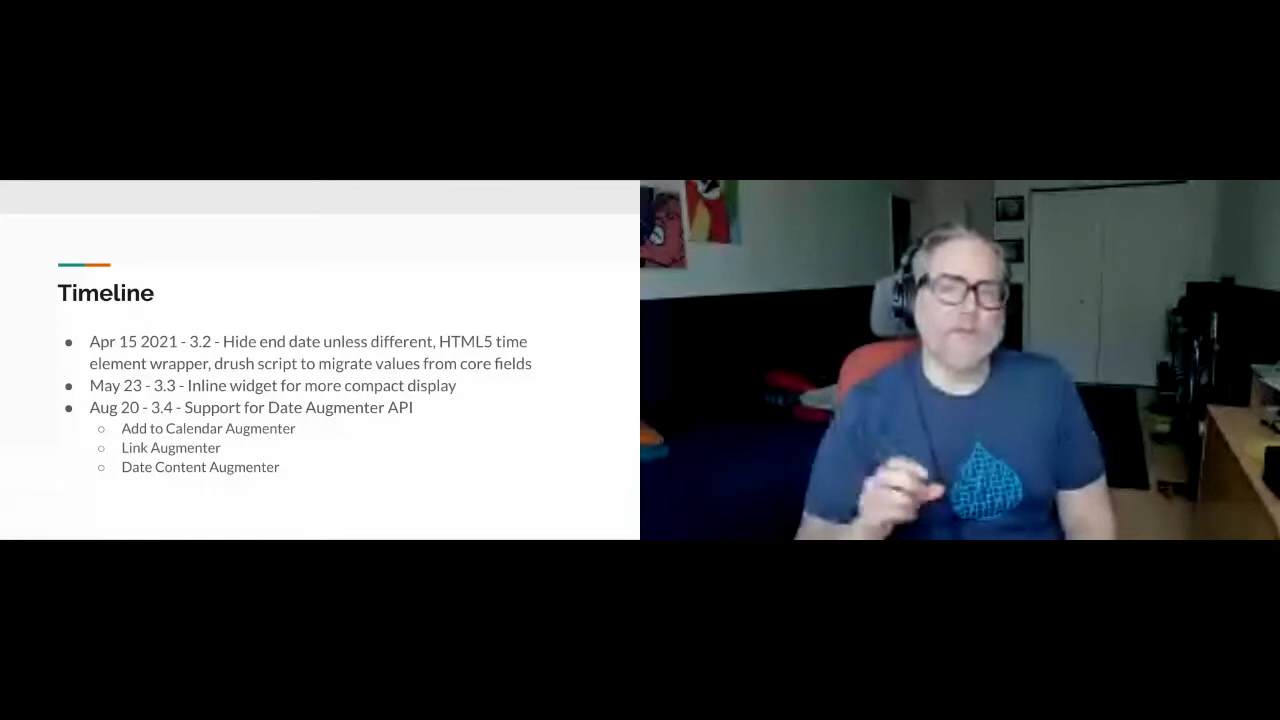 Timeline
● Apr 15 2021 - 3.2 - Hide end date unless different, HTML5 time
element wrapper, drush script to migrate values from core fields
● May 23 - 3.3 - Inline widget for more compact display
● Aug 20 - 3.4 - Support for Date Augmenter API
○ Add to Calendar Augmenter
○ Link Augmenter
○ Date Content Augmenter